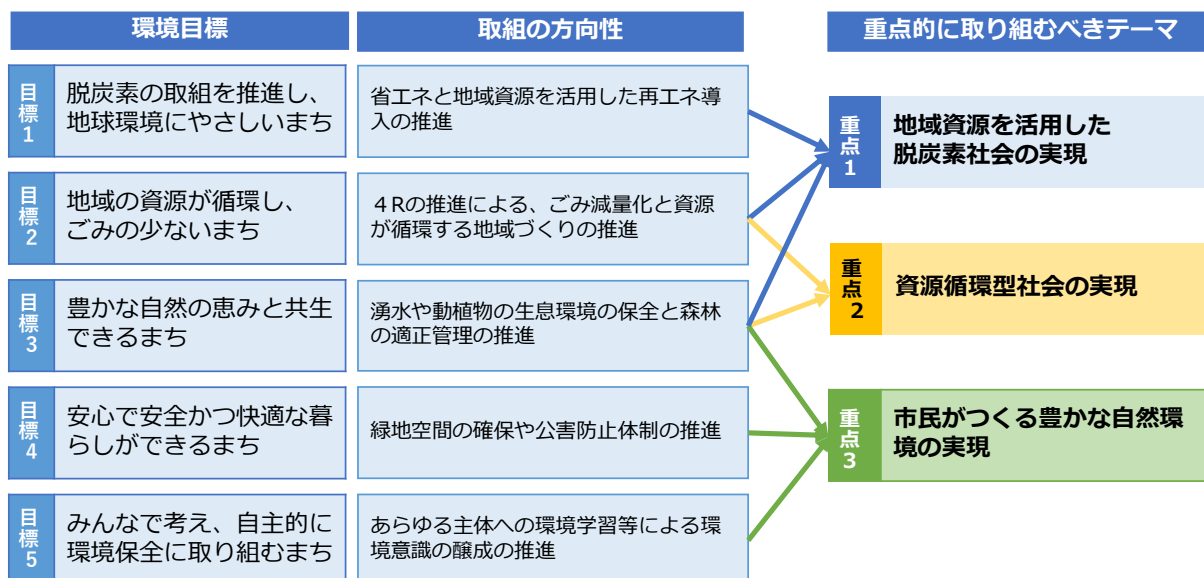 環境目標
取組の方向性
重点的に取り組むべきテーマ
目標1
脱炭素の取組を推進し、
地球環境にやさしいまち
省エネと地域資源を活用した再エネ導
入の推進
重点1
地域資源を活用した
脱炭素社会の実現
目標2
地域の資源が循環し、
ごみの少ないまち
４Rの推進による、ごみ減量化と資源
が循環する地域づくりの推進
重点2
資源循環型社会の実現
目標3
豊かな自然の恵みと共生
できるまち
湧水や動植物の生息環境の保全と森林
の適正管理の推進
目標4
安心で安全かつ快適な暮
らしができるまち
緑地空間の確保や公害防止体制の推進
重点3
市民がつくる豊かな自然環
境の実現
目標5
みんなで考え、自主的に
環境保全に取り組むまち
あらゆる主体への環境学習等による環
境意識の醸成の推進